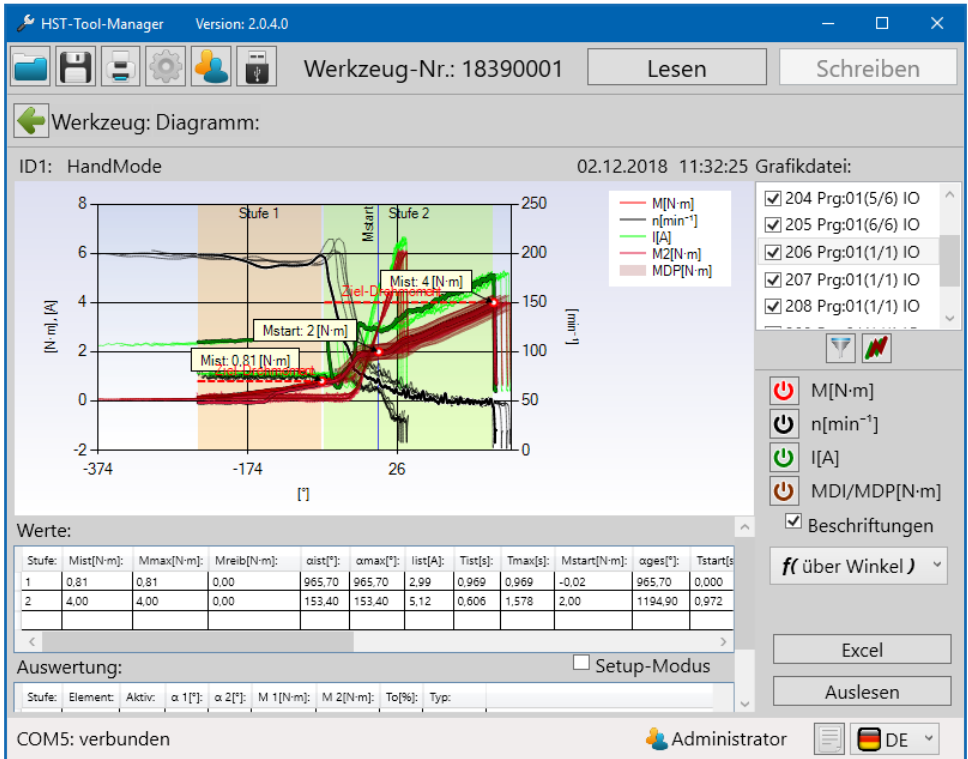 HST-Tool-Manager Version: 2.0.4.0
Werkzeug-Nr.: 18390001 Lesen Schreiben
Werkzeug: Diagramm:
ID1: HandMode 02.12.2018 11:32:25 Grafikdatei:
204 Prg:01(5/6) IO
205 Prg:01(6/6) IO
206 Prg:01(1/1) IO
207 Prg:01(1/1) IO
208 Prg:01(1/1) IO
8 6 4 2 0 -2
[N·m], [A]
Stufe 1 Mstart Stufe 2
250 200 150 100 50 0
[min⁻¹]
M[N·m]
n[min⁻¹]
I[A]
M2[N·m]
MDP[N·m]
Mist: 4 [N·m]
Ziel-Drehmoment
Mstart: 2 [N·m]
Mist: 0,81 [N·m]
Ziel-Drehmoment
-374 -174 26
[°]
M[N·m]
n[min⁻¹]
I[A]
MDI/MDP[N·m]
Beschriftungen
f( über Winkel )
Excel
Auslesen
Werte:
Stufe: Mist[N·m]: Mmax[N·m]: Mreib[N·m]: αist[°]: αmax[°]: Iist[A]: Tist[s]: Tmax[s]: Mstart[N·m]: αges[°]: Tstart[s
1 0,81 0,81 0,00 965,70 965,70 2,99 0,969 0,969 -0,02 965,70 0,000
2 4,00 4,00 0,00 153,40 153,40 5,12 0,606 1,578 2,00 1194,90 0,972
Auswertung: Setup-Modus
Stufe: Element: Aktiv: α 1[°]: α 2[°]: M 1[N·m]: M 2[N·m]: To[%]: Typ:
COM5: verbunden Administrator DE